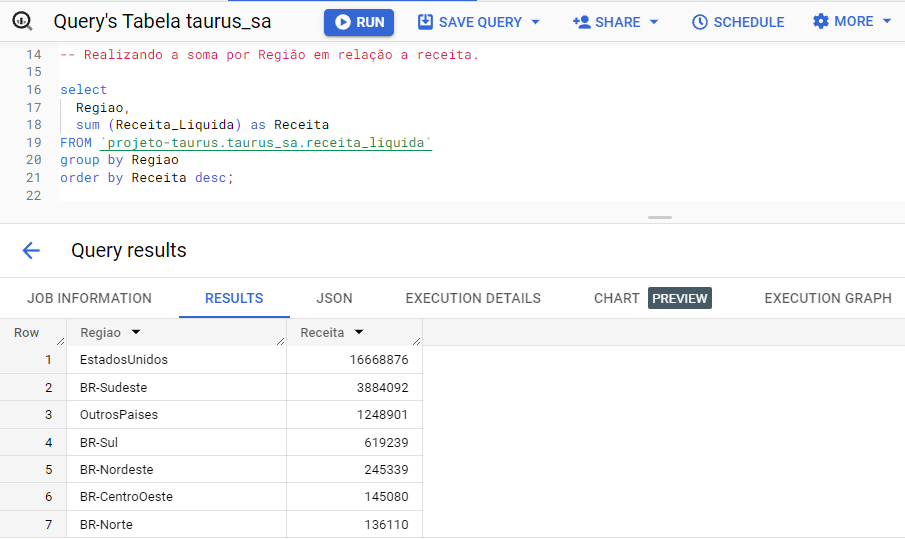 Query's Tabela taurus_sa RUN SAVE QUERY SHARE SCHEDULE MORE
14 -- Realizando a soma por Região em relação a receita.
15
16 select
17 Regiao,
18 sum (Receita_Liquida) as Receita
19 FROM `projeto-taurus.taurus_sa.receita_liquida`
20 group by Regiao
21 order by Receita desc;
22
Query results
JOB INFORMATION RESULTS JSON EXECUTION DETAILS CHART PREVIEW EXECUTION GRAPH
Row Regiao Receita
1 EstadosUnidos 16668876
2 BR-Sudeste 3884092
3 OutrosPaises 1248901
4 BR-Sul 619239
5 BR-Nordeste 245339
6 BR-CentroOeste 145080
7 BR-Norte 136110